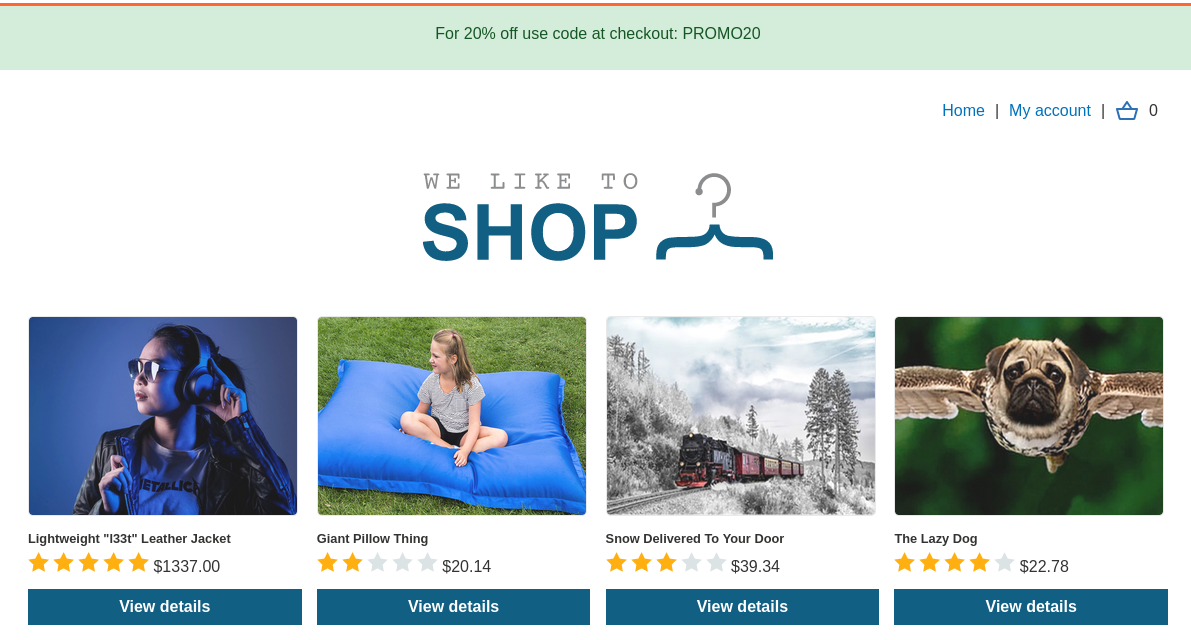 For 20% off use code at checkout: PROMO20
Home | My account | 0
WE LIKE TO
SHOP
METALLICA
Lightweight "l33t" Leather Jacket
Giant Pillow Thing
Snow Delivered To Your Door
The Lazy Dog
$1337.00
$20.14
$39.34
$22.78
View details
View details
View details
View details